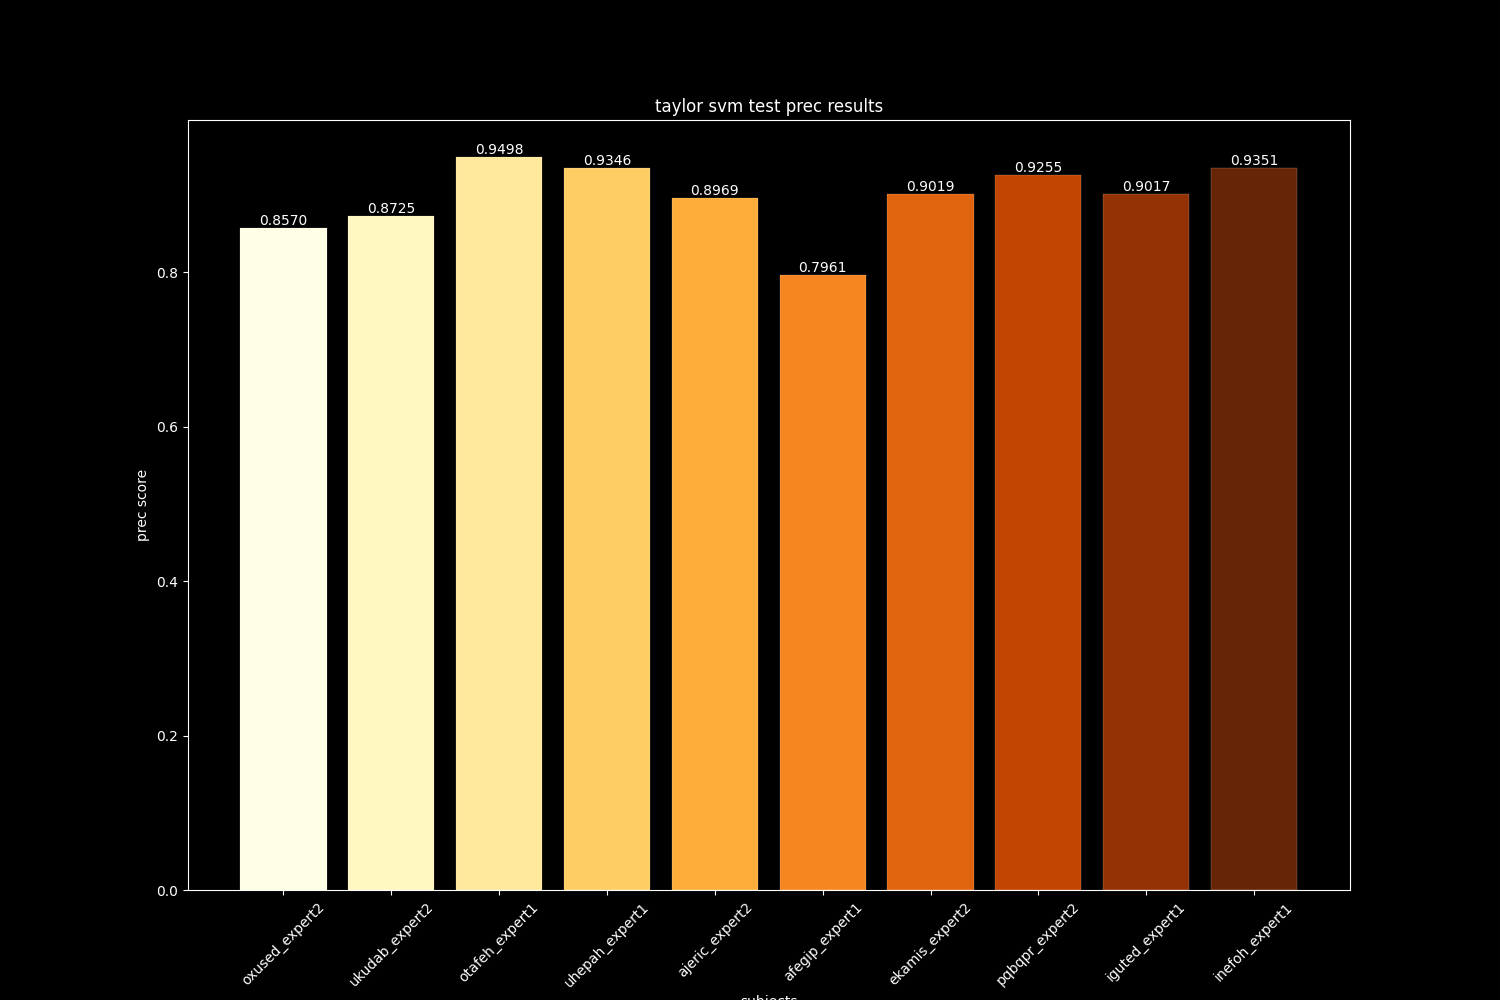 taylor svm test prec results
0.8570
0.8725
0.9498
0.9346
0.8969
0.7961
0.9019
0.9255
0.9017
0.9351
prec score
0.8
0.6
0.4
0.2
0.0
oxused_expert2
ukudab_expert2
otafeh_expert1
uhepah_expert1
ajeric_expert2
afegip_expert1
ekamis_expert2
pqbqpr_expert2
iguted_expert1
inefoh_expert1
subjects